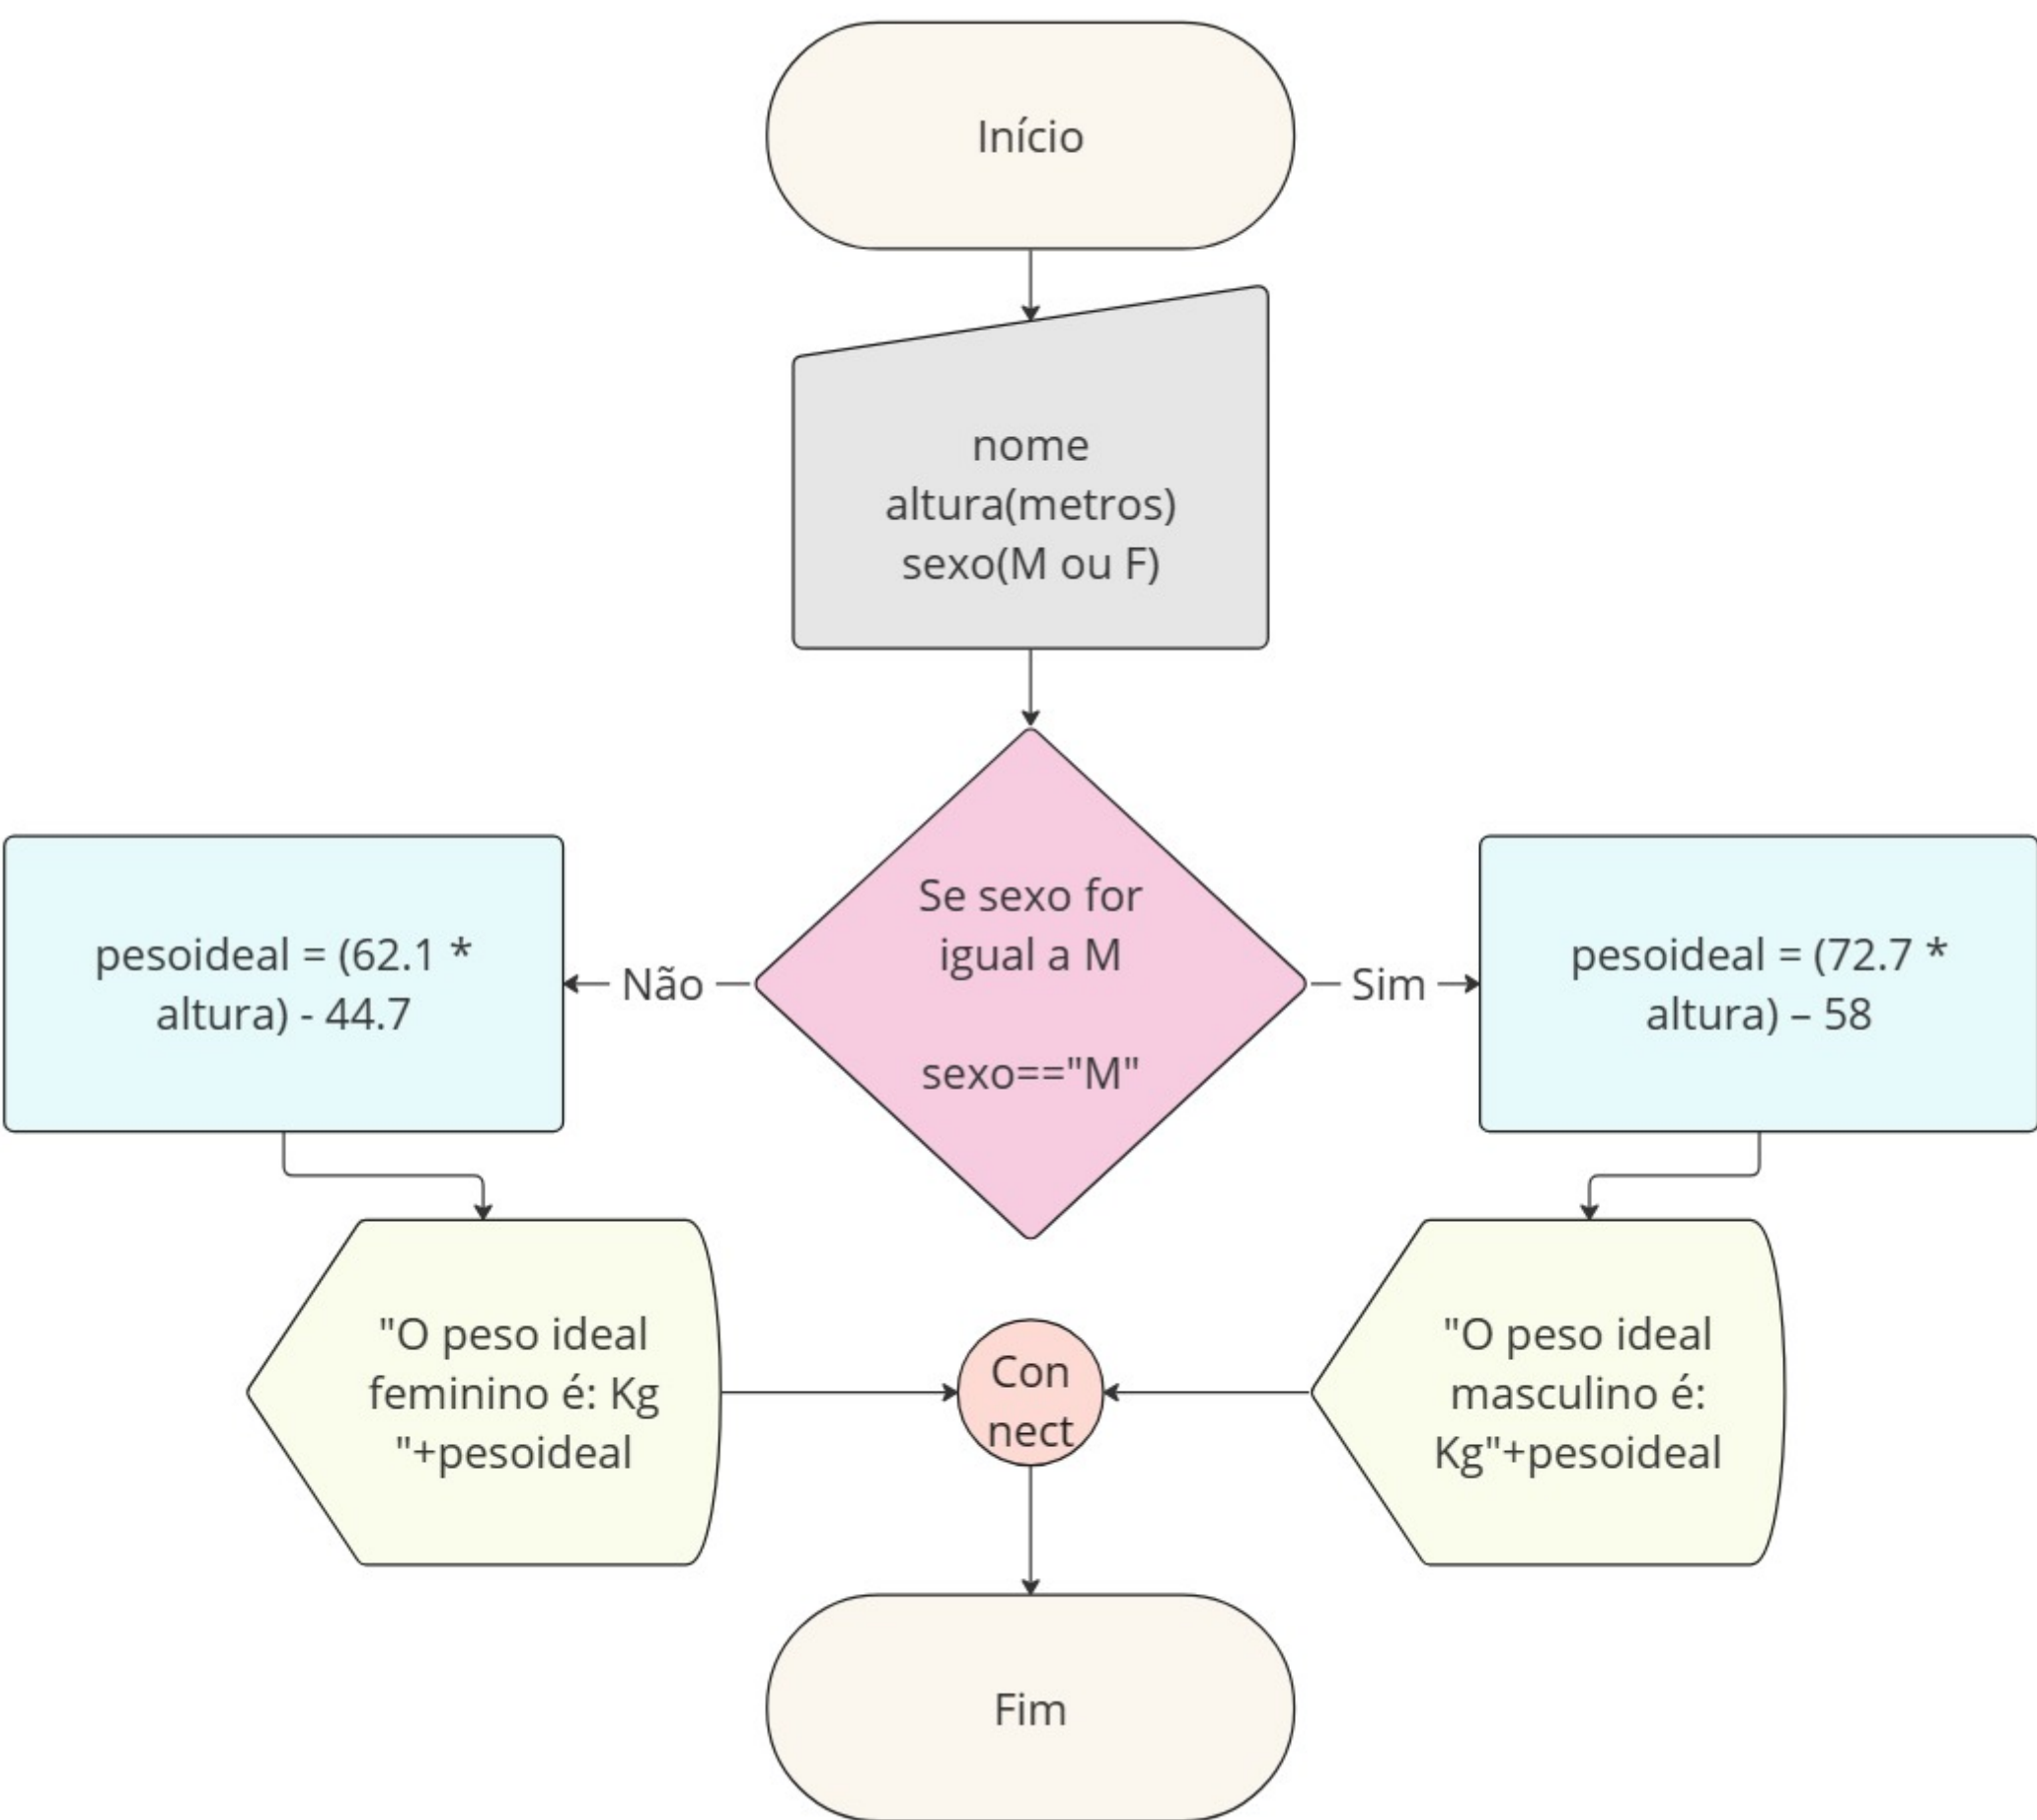 Início
nome
altura(metros)
sexo(M ou F)
Se sexo for
igual a M
sexo=="M"
Não
Sim
pesoideal = (62.1 *
altura) - 44.7
pesoideal = (72.7 *
altura) – 58
"O peso ideal
feminino é: Kg
"+pesoideal
Con
nect
"O peso ideal
masculino é:
Kg"+pesoideal
Fim